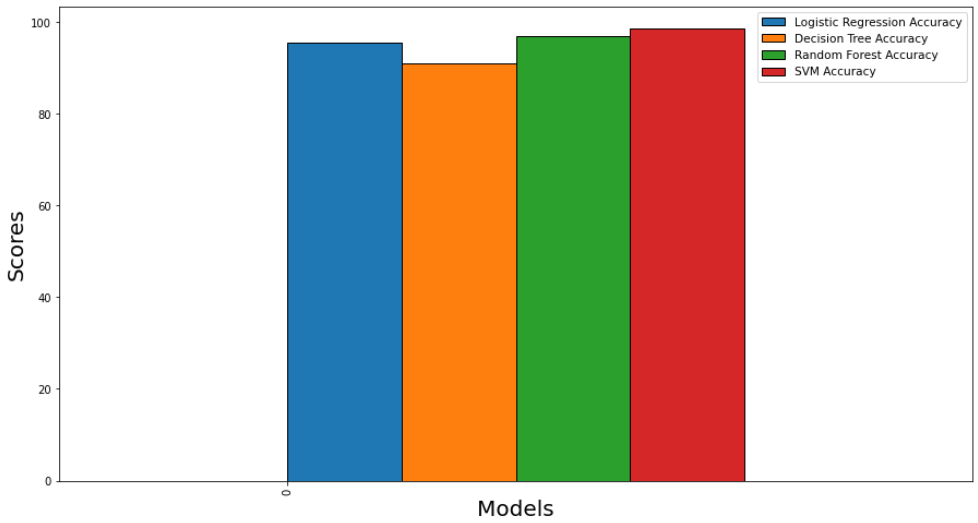 100
80
60
40
20
0
Scores
Logistic Regression Accuracy
Decision Tree Accuracy
Random Forest Accuracy
SVM Accuracy
0
Models